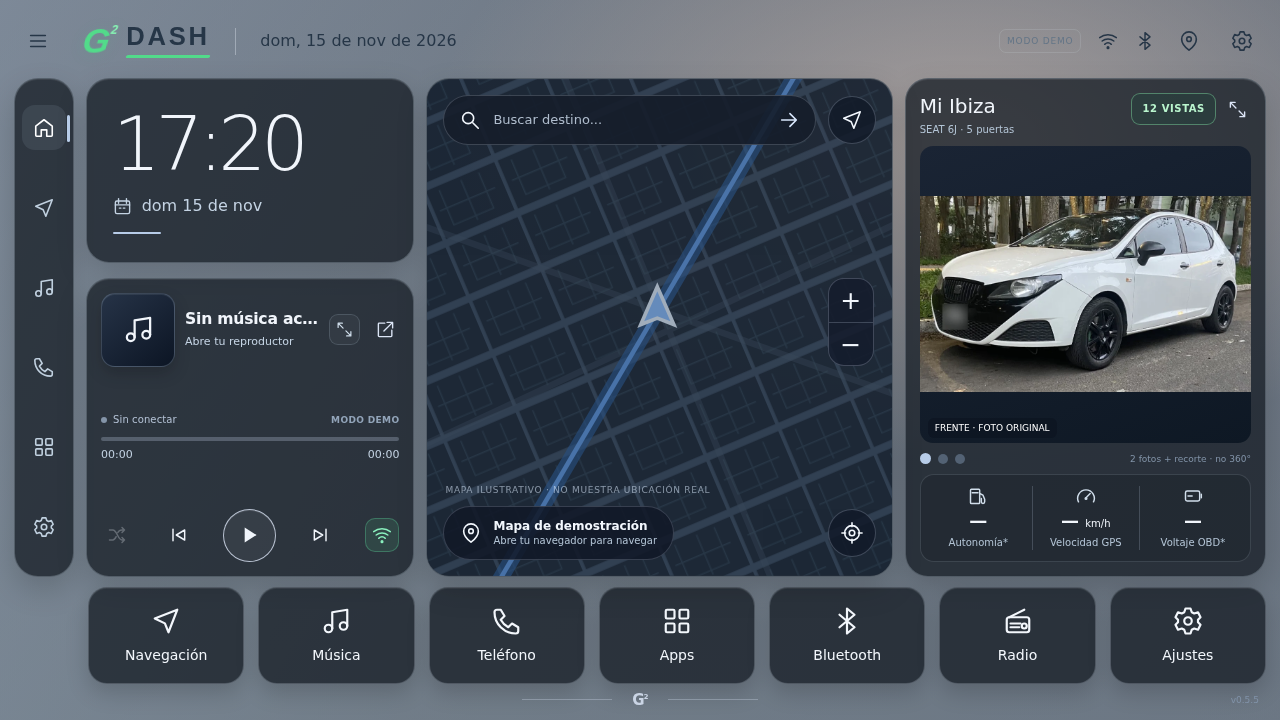 G² DASH
dom, 15 de nov de 2026
MODO DEMO
17:20
dom 15 de nov
Sin música ac...
Abre tu reproductor
Sin conectar
MODO DEMO
00:00
00:00
Buscar destino...
+
−
MAPA ILUSTRATIVO · NO MUESTRA UBICACIÓN REAL
Mapa de demostración
Abre tu navegador para navegar
Mi Ibiza
SEAT 6J · 5 puertas
12 VISTAS
FRENTE · FOTO ORIGINAL
2 fotos + recorte · no 360°
—
— km/h
—
Autonomía*
Velocidad GPS
Voltaje OBD*
Navegación
Música
Teléfono
Apps
Bluetooth
Radio
Ajustes
G²
v0.5.5